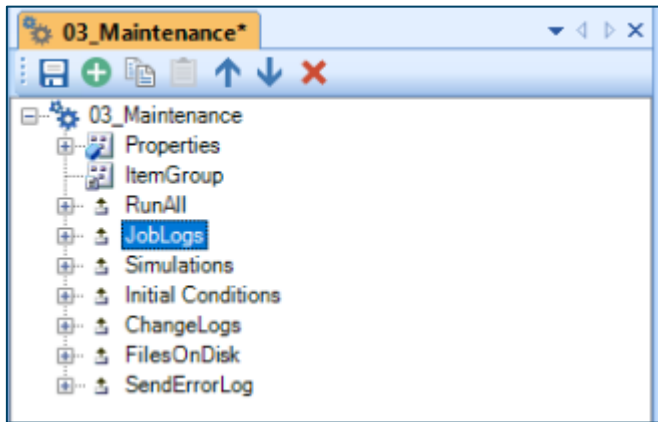 03_Maintenance*
03_Maintenance
Properties
ItemGroup
RunAll
JobLogs
Simulations
Initial Conditions
ChangeLogs
FilesOnDisk
SendErrorLog